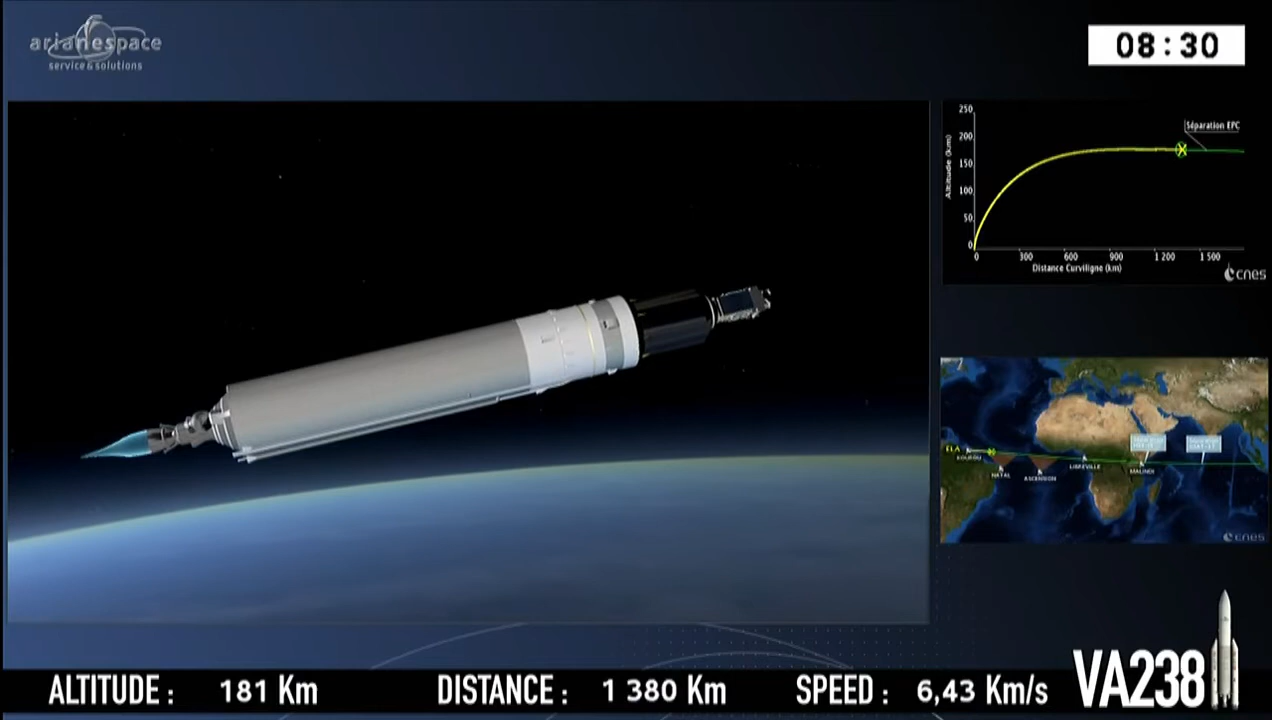 arianespace
service & solutions
08:30
250
200
150
100
50
0
Altitude (km)
Séparation EPC
0
300
600
900
1 200
1 500
Distance Curviligne (km)
cnes
KOUROU
NATAL
ASCENSION
LIBREVILLE
MALINDI
cnes
ALTITUDE : 181 Km
DISTANCE : 1 380 Km
SPEED : 6,43 Km/s
VA238